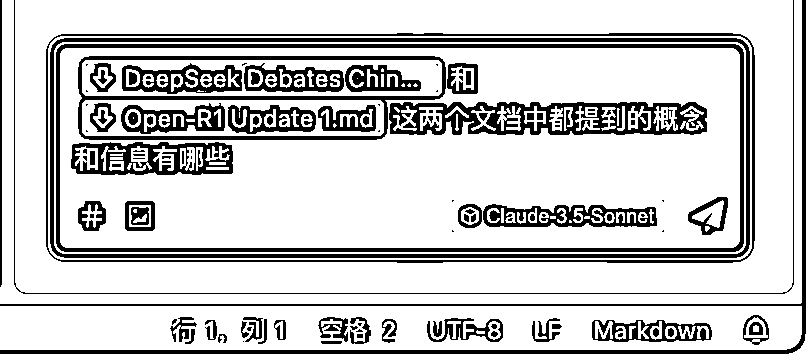 DeepSeek Debates Chin... 和
Open-R1 Update 1.md 这两个文档中都提到的概念
和信息有哪些
Claude-3.5-Sonnet
行 1，列 1 空格 2 UTF-8 LF Markdown